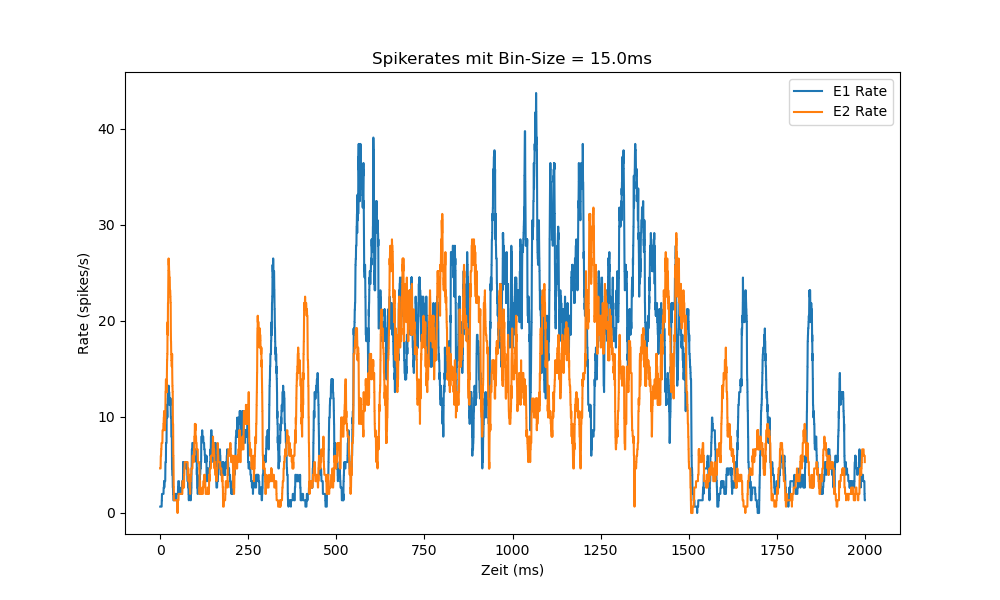 Spikerates mit Bin-Size = 15.0ms
E1 Rate
E2 Rate
Rate (spikes/s)
40
30
20
10
0
0 250 500 750 1000 1250 1500 1750 2000
Zeit (ms)